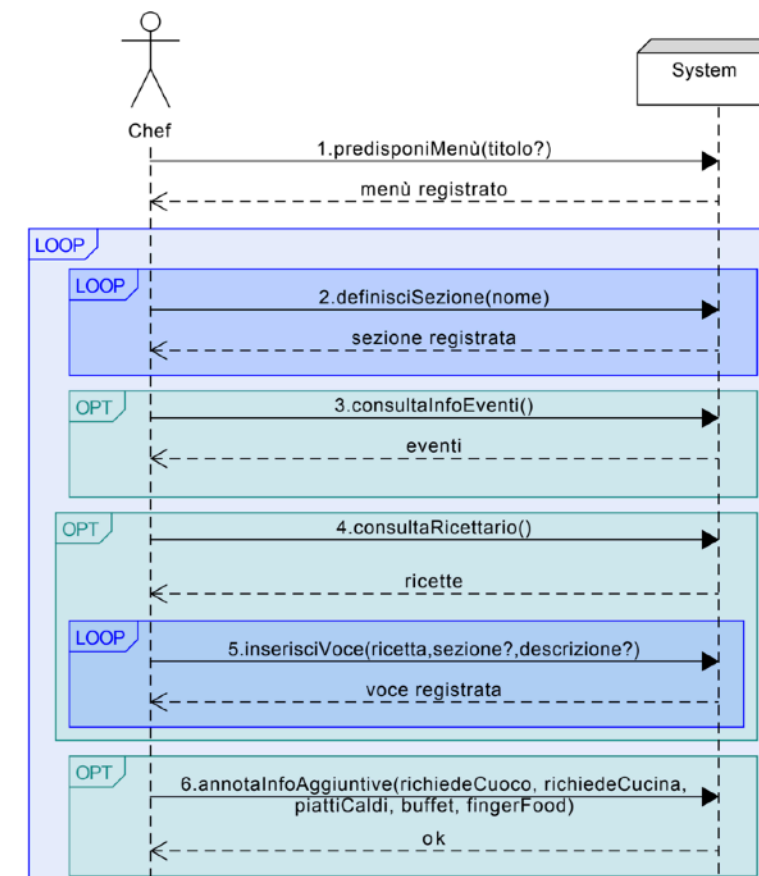 System
Chef
1.predisponiMenù(titolo?)
menù registrato
LOOP
LOOP
2.definisciSezione(nome)
sezione registrata
OPT
3.consultaInfoEventi()
eventi
OPT
4.consultaRicettario()
ricette
LOOP
5.inserisciVoce(ricetta,sezione?,descrizione?)
voce registrata
OPT
6.annotaInfoAggiuntive(richiedeCuoco, richiedeCucina,
piattiCaldi, buffet, fingerFood)
ok